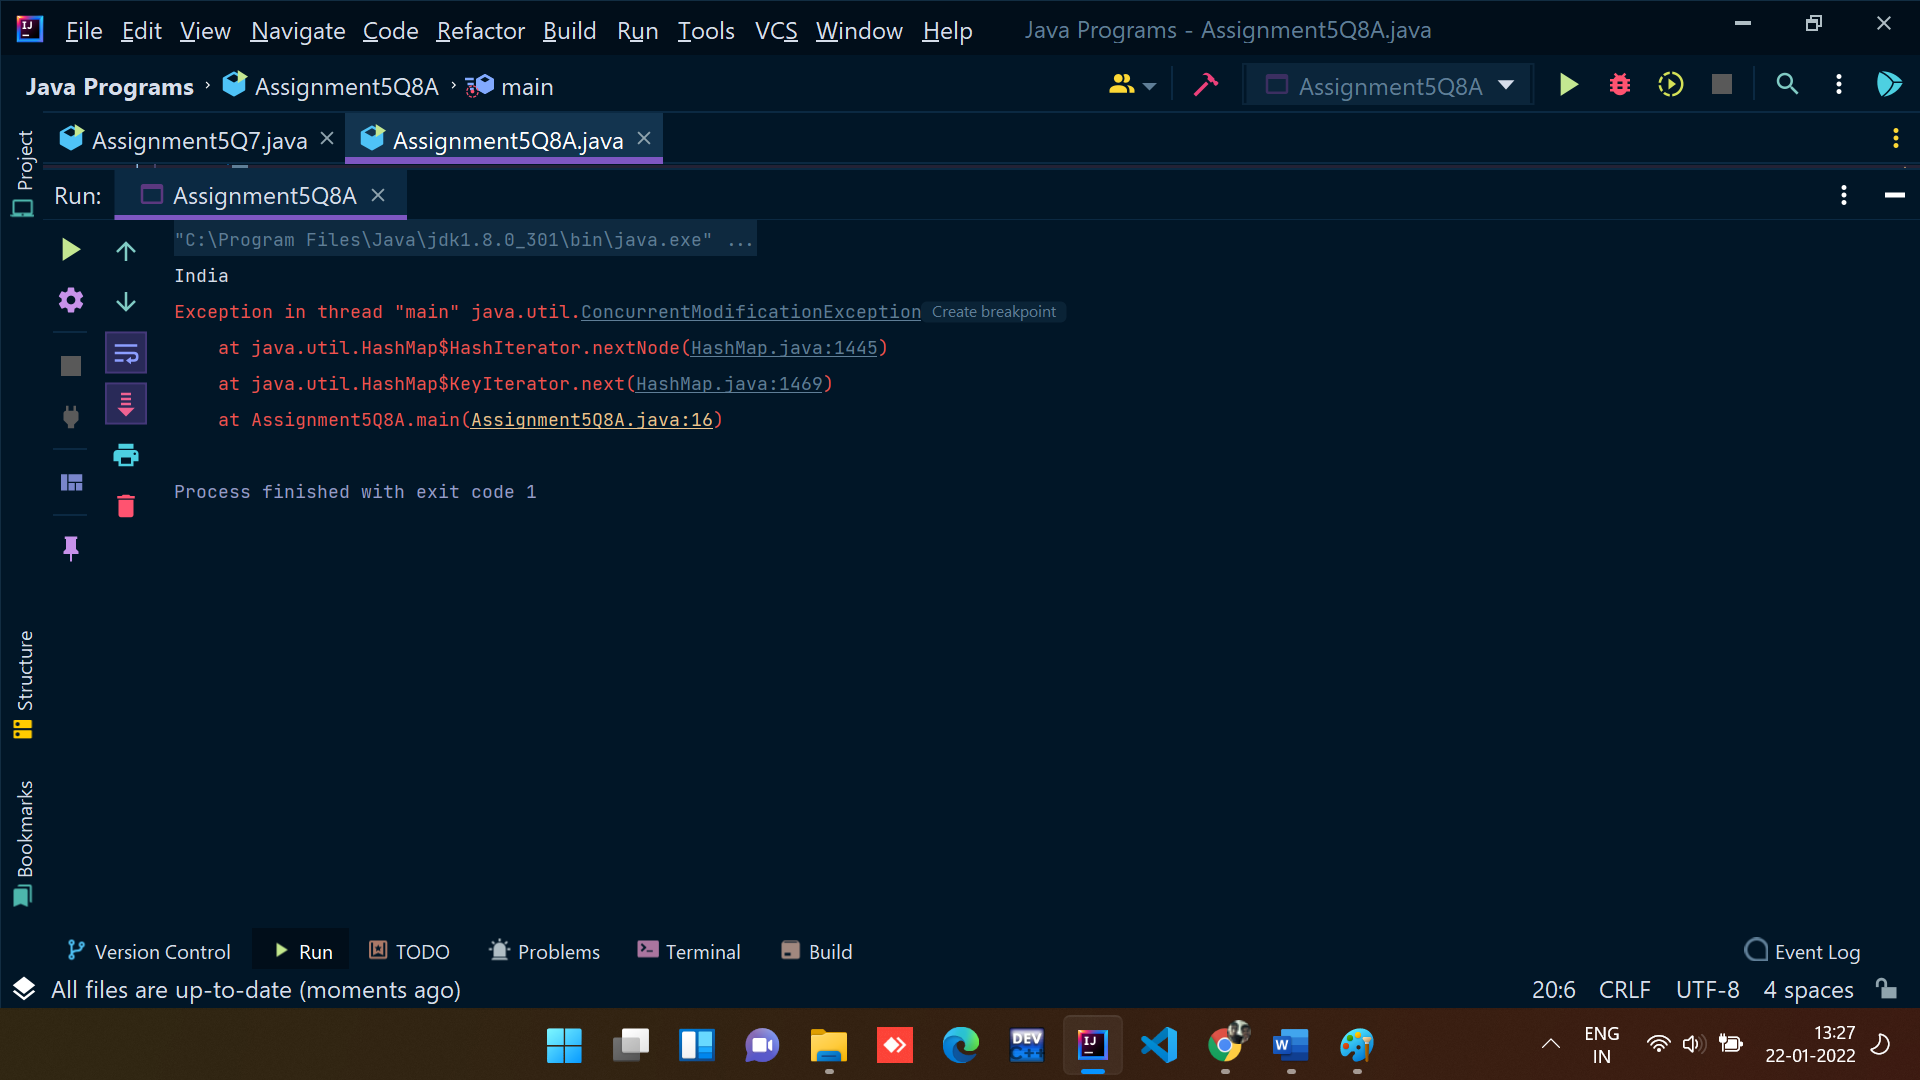 File Edit View Navigate Code Refactor Build Run Tools VCS Window Help Java Programs - Assignment5Q8A.java
Java Programs › Assignment5Q8A › main Assignment5Q8A
Assignment5Q7.java Assignment5Q8A.java
Project
Run: Assignment5Q8A
"C:\Program Files\Java\jdk1.8.0_301\bin\java.exe" ...
India
Exception in thread "main" java.util.ConcurrentModificationException Create breakpoint
at java.util.HashMap$HashIterator.nextNode(HashMap.java:1445)
at java.util.HashMap$KeyIterator.next(HashMap.java:1469)
at Assignment5Q8A.main(Assignment5Q8A.java:16)
Process finished with exit code 1
Structure
Bookmarks
Version Control Run TODO Problems Terminal Build Event Log
All files are up-to-date (moments ago) 20:6 CRLF UTF-8 4 spaces
DEV
C++
IJ
W
ENG
IN
13:27
22-01-2022